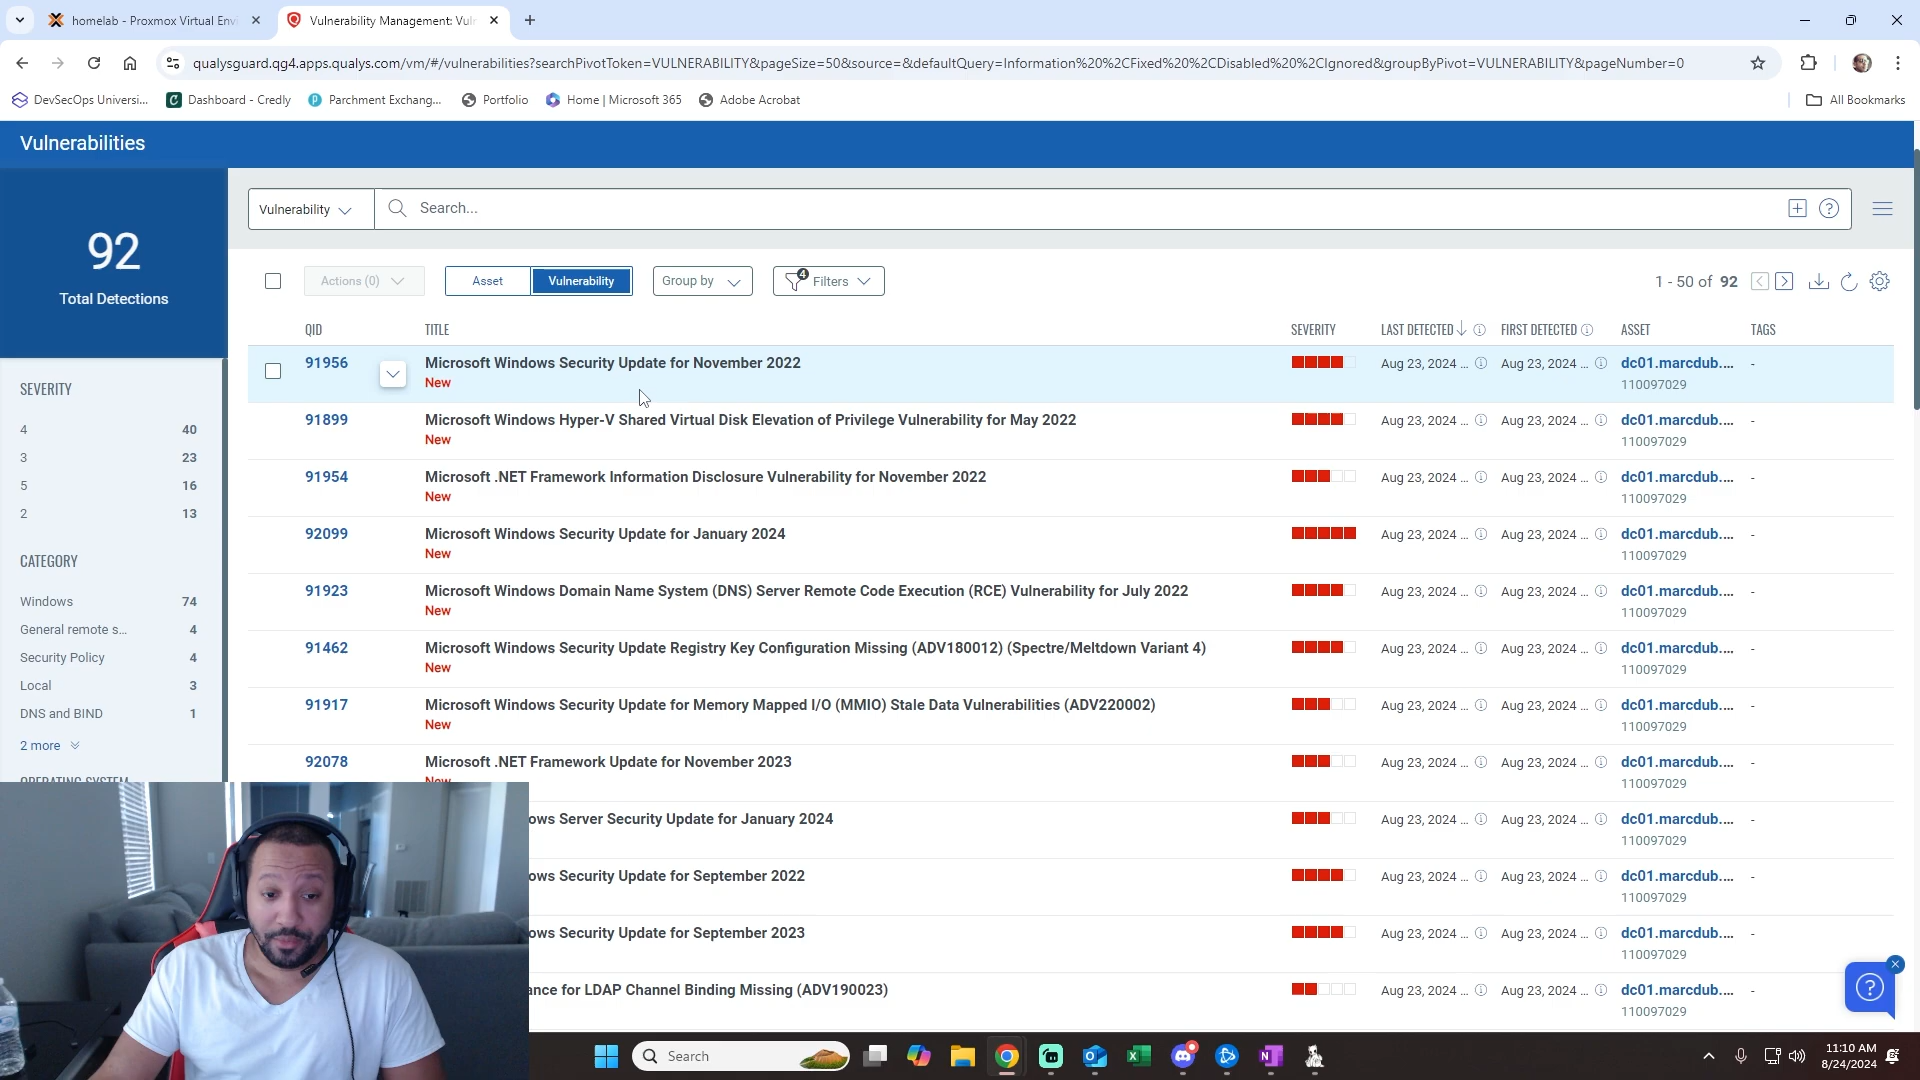 homelab - Proxmox Virtual Envi
Vulnerability Management: Vuln
qualysguard.qg4.apps.qualys.com/vm/#/vulnerabilities?searchPivotToken=VULNERABILITY&pageSize=50&source=&defaultQuery=Information%20%2CFixed%20%2CDisabled%20%2CIgnored&groupByPivot=VULNERABILITY&pageNumber=0
DevSecOps Universi...
Dashboard - Credly
Parchment Exchang...
Portfolio
Home | Microsoft 365
Adobe Acrobat
All Bookmarks
Vulnerabilities
92
Total Detections
Vulnerability
Search...
Actions (0)
Asset
Vulnerability
Group by
4
Filters
1 - 50 of 92
QID TITLE SEVERITY LAST DETECTED FIRST DETECTED ASSET TAGS
91956 Microsoft Windows Security Update for November 2022 Aug 23, 2024 ... Aug 23, 2024 ... dc01.marcdub.... -
New 110097029
91899 Microsoft Windows Hyper-V Shared Virtual Disk Elevation of Privilege Vulnerability for May 2022 Aug 23, 2024 ... Aug 23, 2024 ... dc01.marcdub.... -
New 110097029
91954 Microsoft .NET Framework Information Disclosure Vulnerability for November 2022 Aug 23, 2024 ... Aug 23, 2024 ... dc01.marcdub.... -
New 110097029
92099 Microsoft Windows Security Update for January 2024 Aug 23, 2024 ... Aug 23, 2024 ... dc01.marcdub.... -
New 110097029
91923 Microsoft Windows Domain Name System (DNS) Server Remote Code Execution (RCE) Vulnerability for July 2022 Aug 23, 2024 ... Aug 23, 2024 ... dc01.marcdub.... -
New 110097029
91462 Microsoft Windows Security Update Registry Key Configuration Missing (ADV180012) (Spectre/Meltdown Variant 4) Aug 23, 2024 ... Aug 23, 2024 ... dc01.marcdub.... -
New 110097029
91917 Microsoft Windows Security Update for Memory Mapped I/O (MMIO) Stale Data Vulnerabilities (ADV220002) Aug 23, 2024 ... Aug 23, 2024 ... dc01.marcdub.... -
New 110097029
92078 Microsoft .NET Framework Update for November 2023 Aug 23, 2024 ... Aug 23, 2024 ... dc01.marcdub.... -
New 110097029
ows Server Security Update for January 2024 Aug 23, 2024 ... Aug 23, 2024 ... dc01.marcdub.... -
110097029
ows Security Update for September 2022 Aug 23, 2024 ... Aug 23, 2024 ... dc01.marcdub.... -
110097029
ows Security Update for September 2023 Aug 23, 2024 ... Aug 23, 2024 ... dc01.marcdub.... -
110097029
ance for LDAP Channel Binding Missing (ADV190023) Aug 23, 2024 ... Aug 23, 2024 ... dc01.marcdub.... -
110097029
SEVERITY
4 40
3 23
5 16
2 13
CATEGORY
Windows 74
General remote s... 4
Security Policy 4
Local 3
DNS and BIND 1
2 more
OPERATING SYSTEM
Search
11:10 AM
8/24/2024